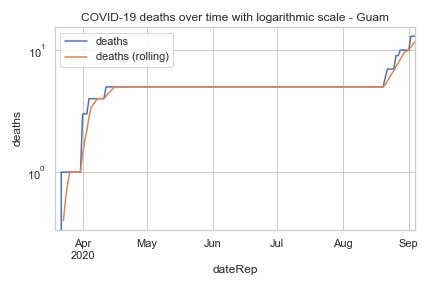 COVID-19 deaths over time with logarithmic scale - Guam
deaths
deaths (rolling)
10¹
10⁰
deaths
Apr
2020
May
Jun
Jul
Aug
Sep
dateRep